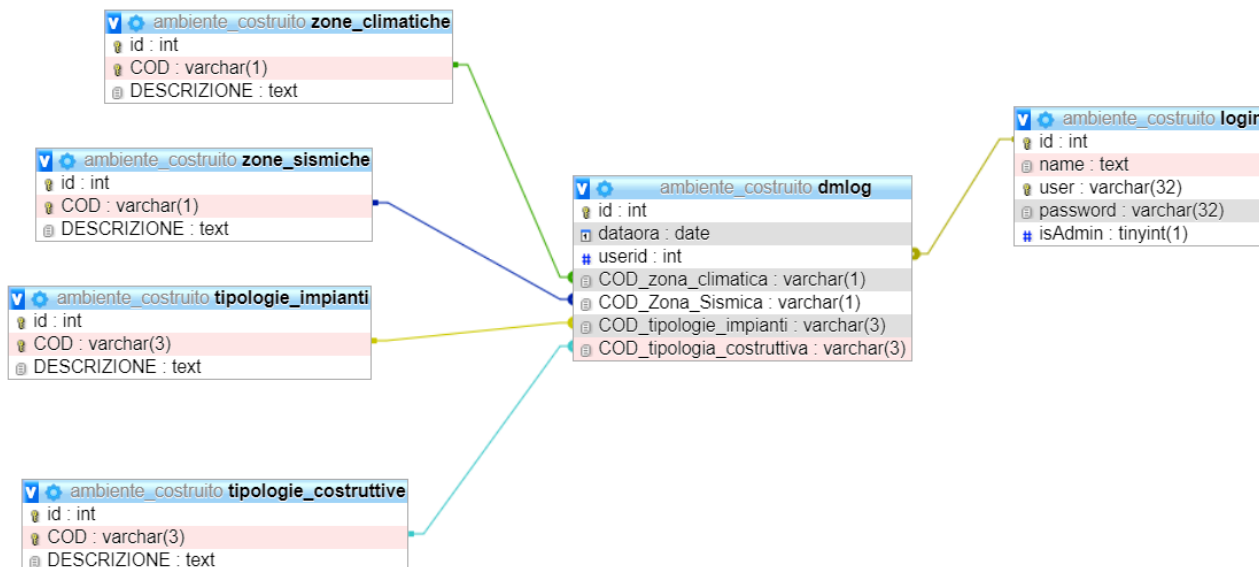 ambiente_costruito zone_climatiche
id : int
COD : varchar(1)
DESCRIZIONE : text
ambiente_costruito zone_sismiche
id : int
COD : varchar(1)
DESCRIZIONE : text
ambiente_costruito tipologie_impianti
id : int
COD : varchar(3)
DESCRIZIONE : text
ambiente_costruito tipologie_costruttive
id : int
COD : varchar(3)
DESCRIZIONE : text
ambiente_costruito dmlog
id : int
dataora : date
userid : int
COD_zona_climatica : varchar(1)
COD_Zona_Sismica : varchar(1)
COD_tipologie_impianti : varchar(3)
COD_tipologia_costruttiva : varchar(3)
ambiente_costruito login
id : int
name : text
user : varchar(32)
password : varchar(32)
isAdmin : tinyint(1)